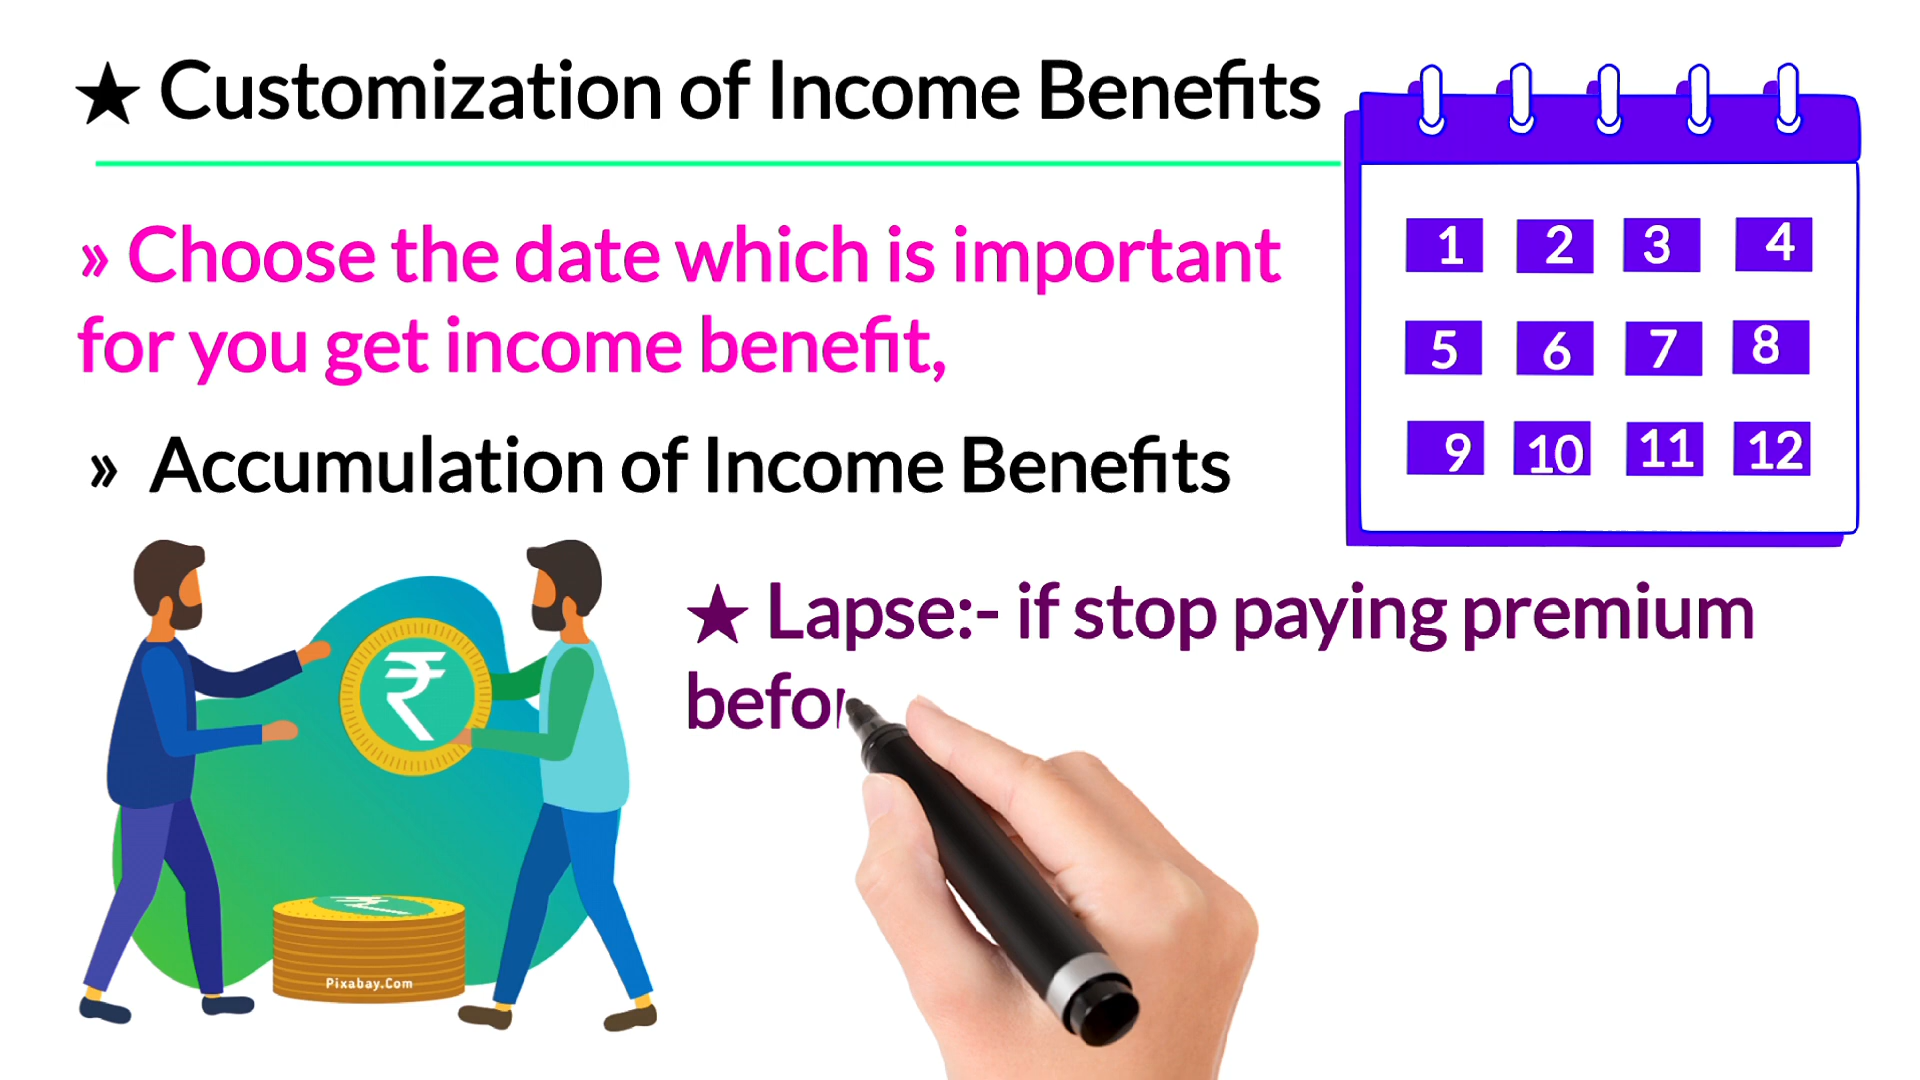 ★ Customization of Income Benefits
» Choose the date which is important
for you get income benefit,
» Accumulation of Income Benefits
1 2 3 4
5 6 7 8
9 10 11 12
★ Lapse:- if stop paying premium
befor
Pixabay.Com